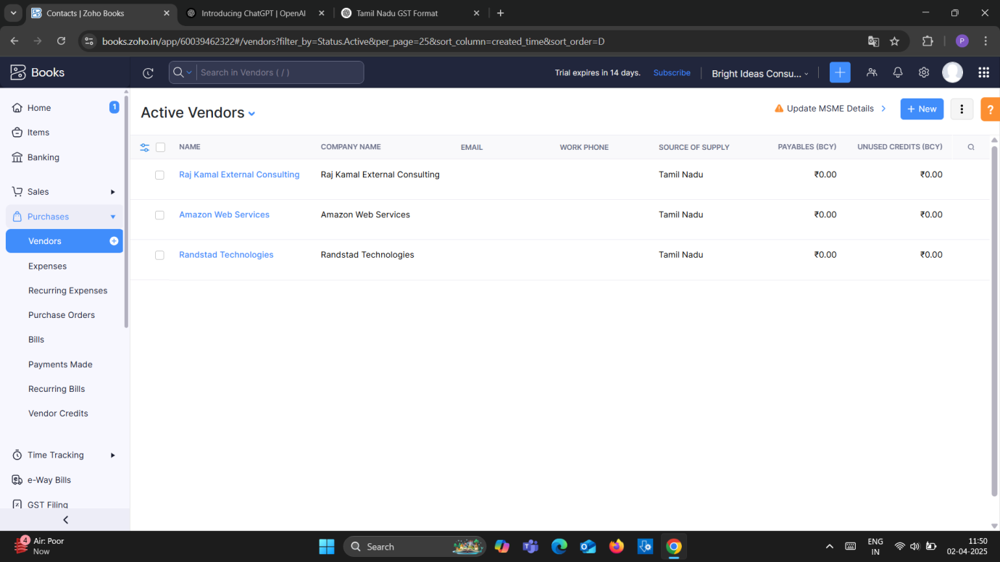 Contacts | Zoho Books
Introducing ChatGPT | OpenAI
Tamil Nadu GST Format
books.zoho.in/app/60039462322#/vendors?filter_by=Status.Active&per_page=25&sort_column=created_time&sort_order=D
P
Books
Search in Vendors ( / )
Trial expires in 14 days.
Subscribe
Bright Ideas Consu...
Home
1
Items
Banking
Sales
Purchases
Vendors
Expenses
Recurring Expenses
Purchase Orders
Bills
Payments Made
Recurring Bills
Vendor Credits
Time Tracking
e-Way Bills
GST Filing
Active Vendors
Update MSME Details
+ New
?
NAME COMPANY NAME EMAIL WORK PHONE SOURCE OF SUPPLY PAYABLES (BCY) UNUSED CREDITS (BCY)
Raj Kamal External Consulting Raj Kamal External Consulting Tamil Nadu ₹0.00 ₹0.00
Amazon Web Services Amazon Web Services Tamil Nadu ₹0.00 ₹0.00
Randstad Technologies Randstad Technologies Tamil Nadu ₹0.00 ₹0.00
4
Air: Poor
Now
Search
ENG
IN
11:50
02-04-2025